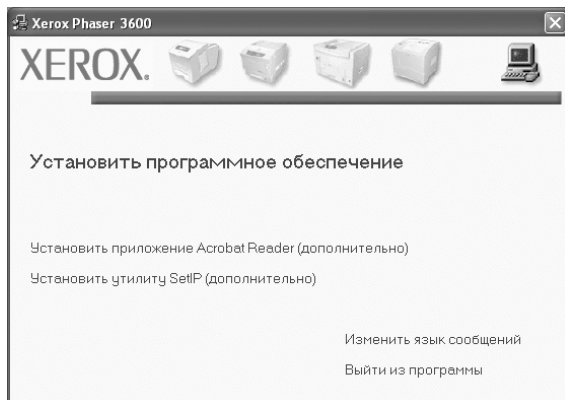 Xerox Phaser 3600
XEROX.
Установить программное обеспечение
Установить приложение Acrobat Reader (дополнительно)
Установить утилиту SetIP (дополнительно)
Изменить язык сообщений
Выйти из программы